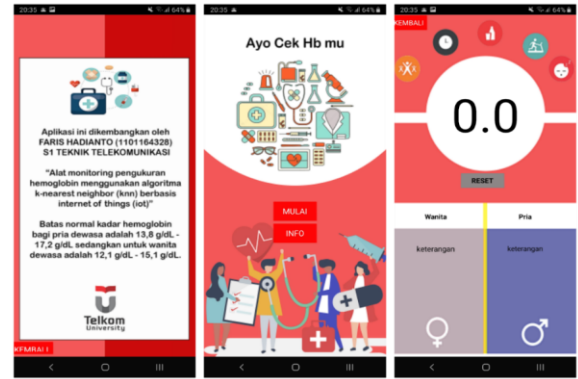 20:35
64%
Aplikasi ini dikembangkan oleh
FARIS HADIANTO (1101164328)
S1 TEKNIK TELEKOMUNIKASI
"Alat monitoring pengukuran
hemoglobin menggunakan algoritma
k-nearest neighbor (knn) berbasis
internet of things (iot)"
Batas normal kadar hemoglobin
bagi pria dewasa adalah 13,8 g/dL -
17,2 g/dL sedangkan untuk wanita
dewasa adalah 12,1 g/dL - 15,1 g/dL.
Telkom
University
KEMBALI
20:35
64%
Ayo Cek Hb mu
MULAI
INFO
20:35
64%
KEMBALI
0.0
RESET
Wanita
Pria
keterangan
keterangan